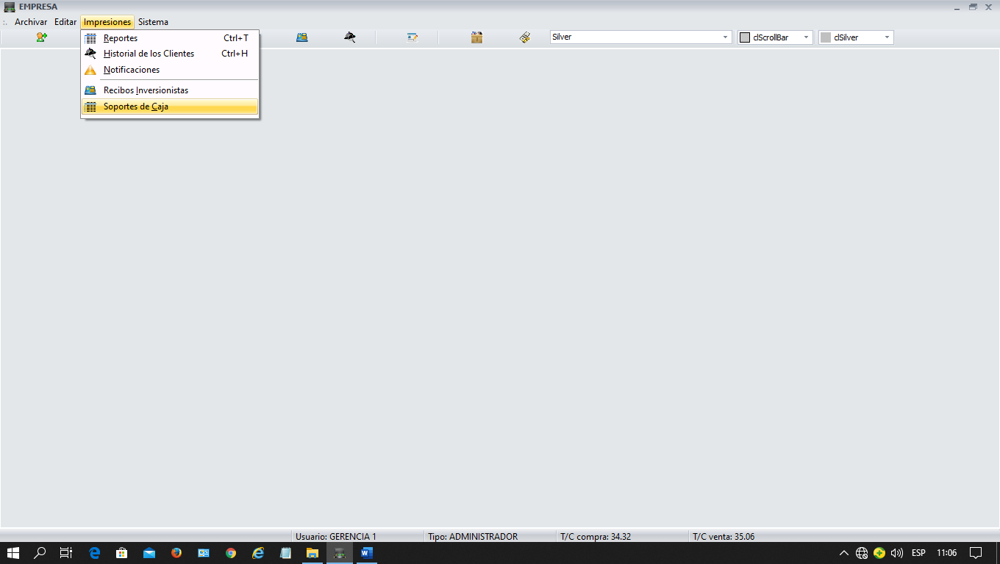 EMPRESA
Archivar Editar Impresiones Sistema
Silver clScrollBar clSilver
Reportes Ctrl+T
Historial de los Clientes Ctrl+H
Notificaciones
Recibos Inversionistas
Soportes de Caja
Usuario: GERENCIA 1 Tipo: ADMINISTRADOR T/C compra: 34.32 T/C venta: 35.06
ESP 11:06